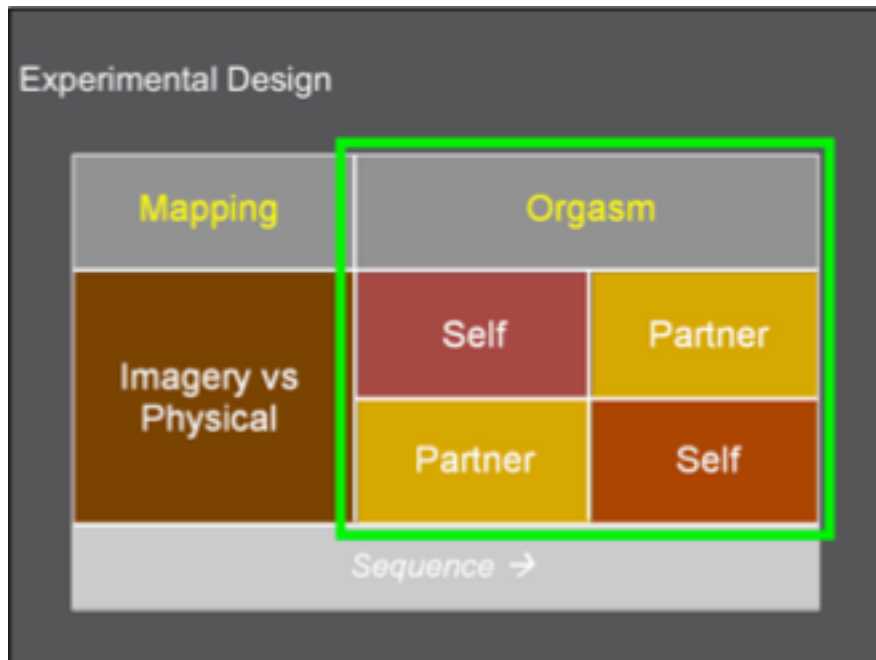 Experimental Design
Mapping
Orgasm
Imagery vs
Physical
Self
Partner
Partner
Self
Sequence →